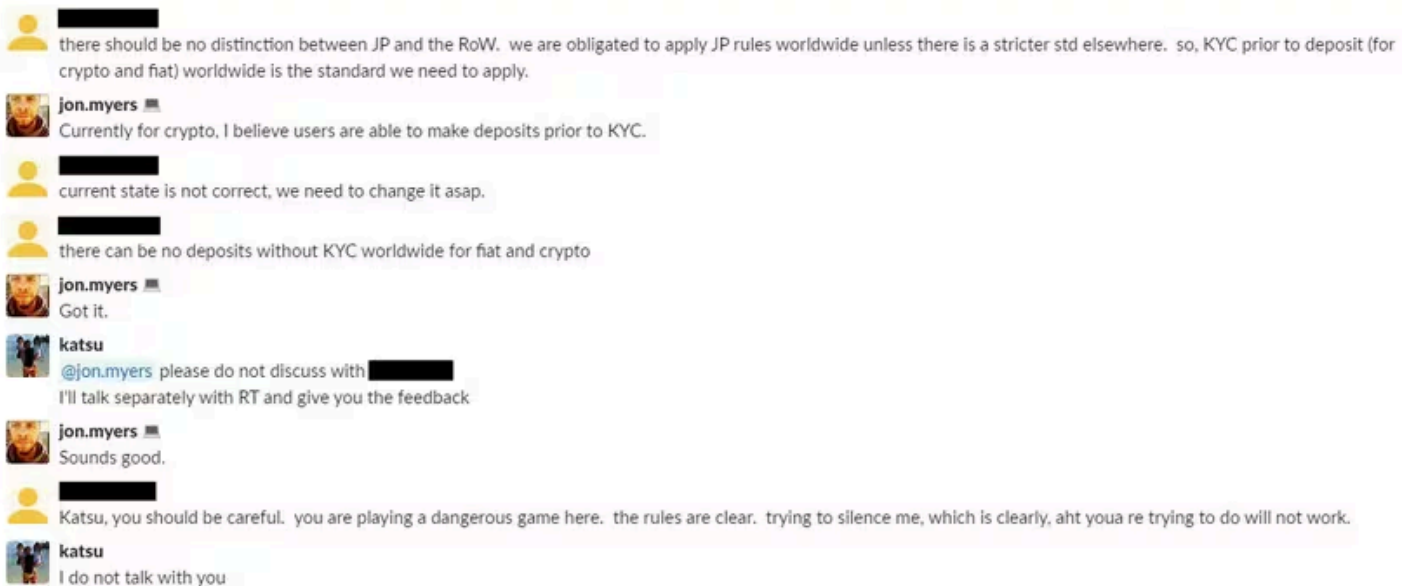 there should be no distinction between JP and the RoW. we are obligated to apply JP rules worldwide unless there is a stricter std elsewhere. so, KYC prior to deposit (for
crypto and fiat) worldwide is the standard we need to apply.
jon.myers
Currently for crypto, I believe users are able to make deposits prior to KYC.
current state is not correct, we need to change it asap.
there can be no deposits without KYC worldwide for fiat and crypto
jon.myers
Got it.
katsu
@jon.myers please do not discuss with
I'll talk separately with RT and give you the feedback
jon.myers
Sounds good.
Katsu, you should be careful. you are playing a dangerous game here. the rules are clear. trying to silence me, which is clearly, aht youa re trying to do will not work.
katsu
I do not talk with you